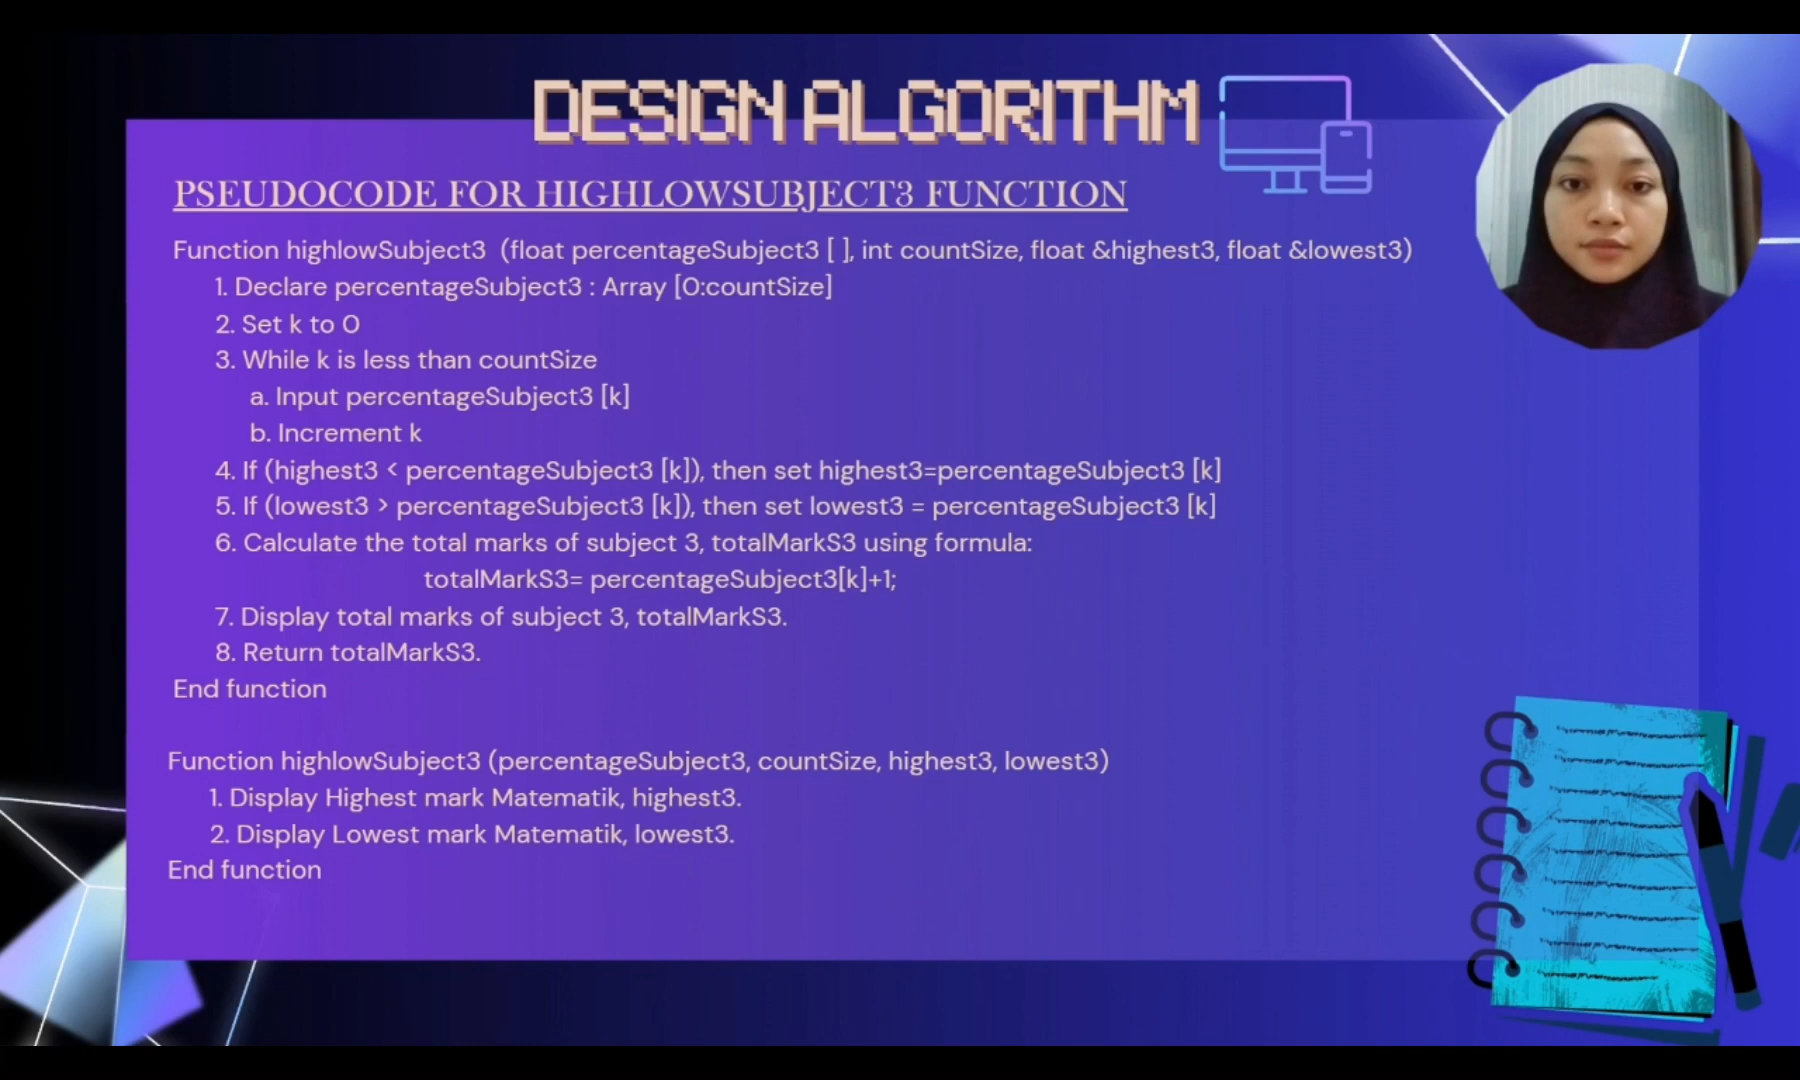 DESIGN ALGORITHM
PSEUDOCODE FOR HIGHLOWSUBJECT3 FUNCTION
Function highlowSubject3 (float percentageSubject3 [ ], int countSize, float &highest3, float &lowest3)
1. Declare percentageSubject3 : Array [0:countSize]
2. Set k to 0
3. While k is less than countSize
a. Input percentageSubject3 [k]
b. Increment k
4. If (highest3 < percentageSubject3 [k]), then set highest3=percentageSubject3 [k]
5. If (lowest3 > percentageSubject3 [k]), then set lowest3 = percentageSubject3 [k]
6. Calculate the total marks of subject 3, totalMarkS3 using formula:
totalMarkS3= percentageSubject3[k]+1;
7. Display total marks of subject 3, totalMarkS3.
8. Return totalMarkS3.
End function
Function highlowSubject3 (percentageSubject3, countSize, highest3, lowest3)
1. Display Highest mark Matematik, highest3.
2. Display Lowest mark Matematik, lowest3.
End function